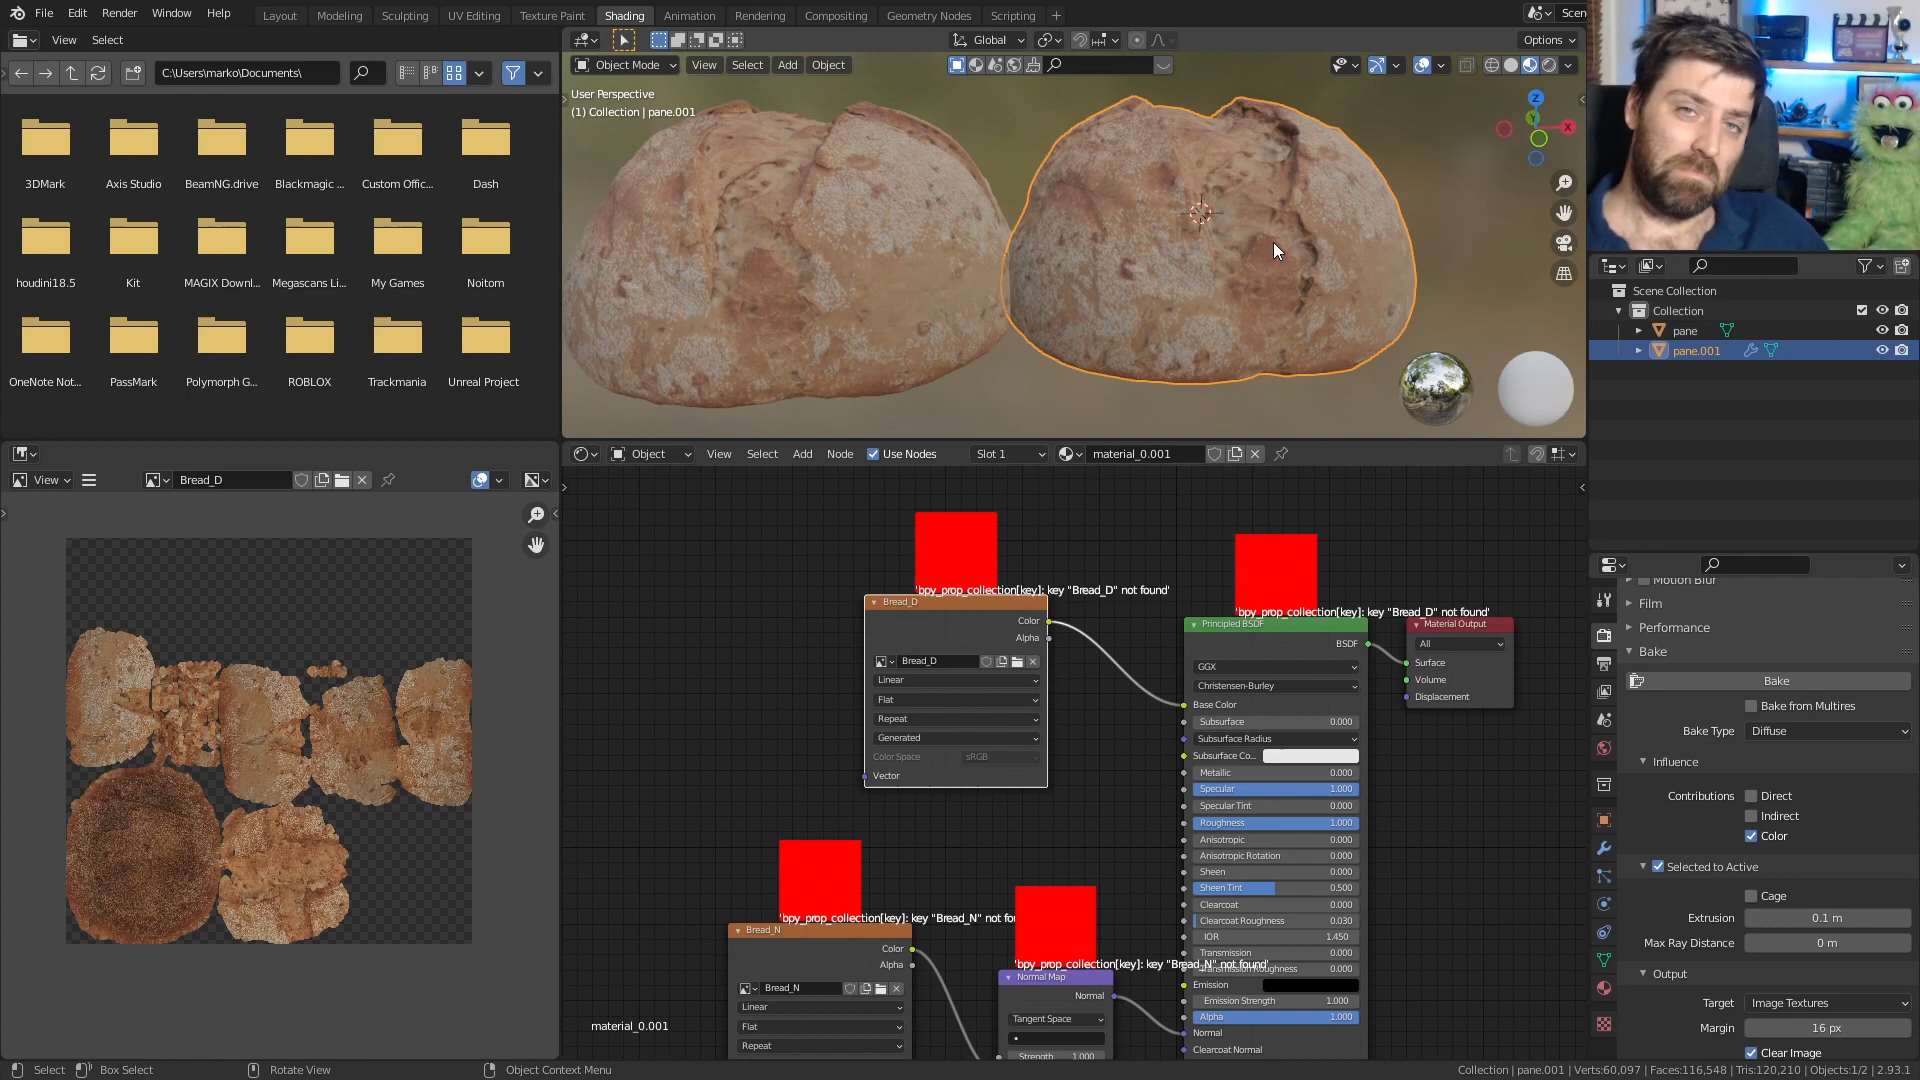 File Edit Render Window Help
Layout Modeling Sculpting UV Editing Texture Paint Shading Animation Rendering Compositing Geometry Nodes Scripting +
Scen
View Select
C:\Users\marko\Documents\
3DMark Axis Studio BeamNG.drive Blackmagic ... Custom Offic... Dash
houdini18.5 Kit MAGIX Downl... Megascans Li... My Games Noitom
OneNote Not... PassMark Polymorph G... ROBLOX Trackmania Unreal Project
Global
Options
Object Mode View Select Add Object
User Perspective
(1) Collection | pane.001
Z
X
Scene Collection
Collection
pane
pane.001
View Bread_D
Object View Select Add Node Use Nodes Slot 1 material_0.001
'bpy_prop_collection[key]: key "Bread_D" not found'
Bread_D
Color
Alpha
Bread_D
Linear
Flat
Repeat
Generated
Color Space sRGB
Vector
'bpy_prop_collection[key]: key "Bread_D" not found'
Principled BSDF
BSDF
GGX
Christensen-Burley
Base Color
Subsurface 0.000
Subsurface Radius
Subsurface Co...
Metallic 0.000
Specular 1.000
Specular Tint 0.000
Roughness 1.000
Anisotropic 0.000
Anisotropic Rotation 0.000
Sheen 0.000
Sheen Tint 0.500
Clearcoat 0.000
Clearcoat Roughness 0.030
IOR 1.450
Transmission 0.000
Transmission Roughness 0.000
Emission
Emission Strength 1.000
Alpha 1.000
Normal
Clearcoat Normal
Material Output
All
Surface
Volume
Displacement
'bpy_prop_collection[key]: key "Bread_N" not fou
Bread_N
Color
Alpha
Bread_N
Linear
Flat
Repeat
'bpy_prop_collection[key]: key "Bread_N" not found'
Normal Map
Normal
Tangent Space
Strength 1.000
material_0.001
Motion Blur
Film
Performance
Bake
Bake
Bake from Multires
Bake Type Diffuse
Influence
Contributions Direct
Indirect
Color
Selected to Active
Cage
Extrusion 0.1 m
Max Ray Distance 0 m
Output
Target Image Textures
Margin 16 px
Clear Image
Select Box Select Rotate View Object Context Menu
Collection | pane.001 | Verts:60,097 | Faces:116,548 | Tris:120,210 | Objects:1/2 | 2.93.1